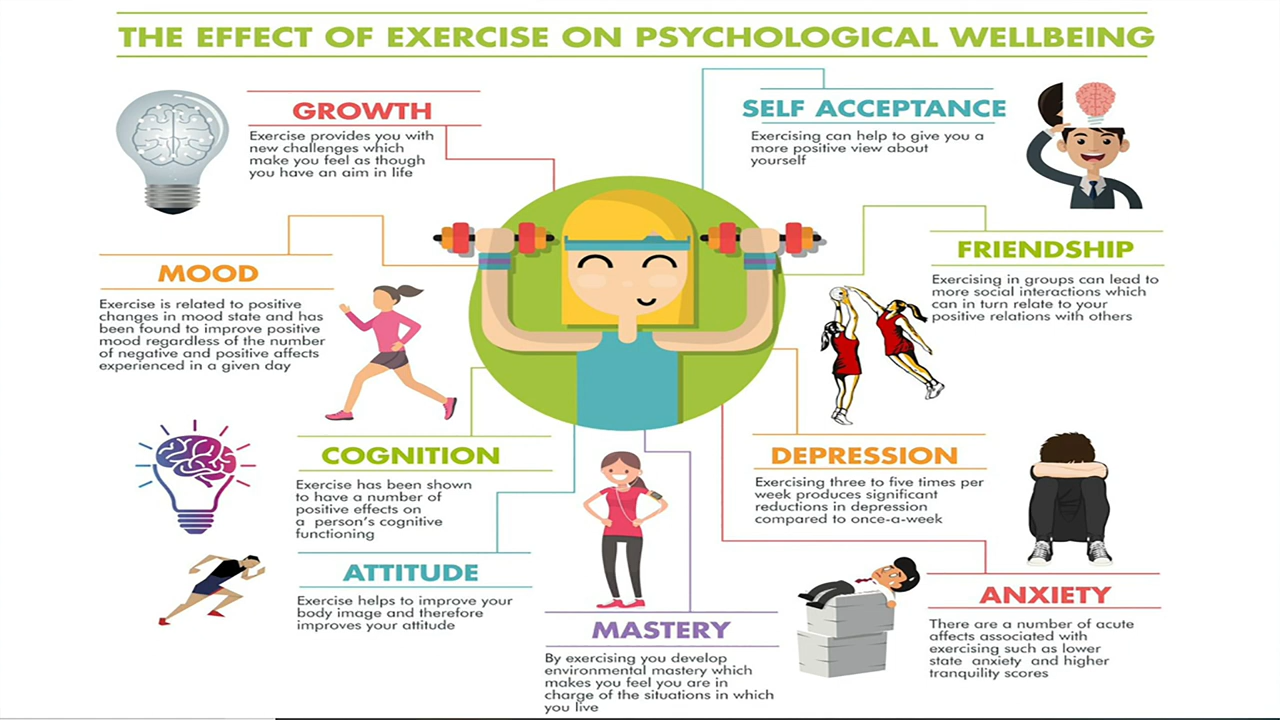 THE EFFECT OF EXERCISE ON PSYCHOLOGICAL WELLBEING
GROWTH
Exercise provides you with
new challenges which
make you feel as though
you have an aim in life
SELF ACCEPTANCE
Exercising can help to give you a
more positive view about
yourself
MOOD
Exercise is related to positive
changes in mood state and has
been found to improve positive
mood regardless of the number
of negative and positive affects
experienced in a given day
FRIENDSHIP
Exercising in groups can lead to
more social interactions which
can in turn relate to your
positive relations with others
COGNITION
Exercise has been shown
to have a number of
positive effects on
a person's cognitive
functioning
DEPRESSION
Exercising three to five times per
week produces significant
reductions in depression
compared to once-a-week
ATTITUDE
Exercise helps to improve your
body image and therefore
improves your attitude
MASTERY
By exercising you develop
environmental mastery which
makes you feel you are in
charge of the situations in which
you live
ANXIETY
There are a number of acute
affects associated with
exercising such as lower
state anxiety and higher
tranquility scores